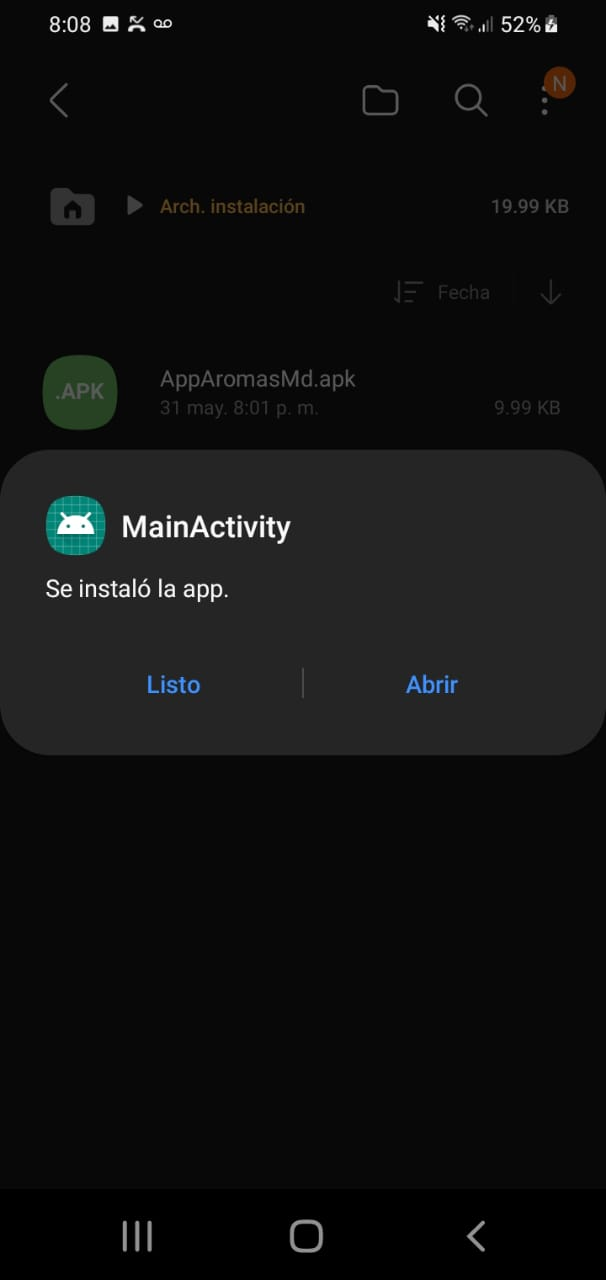 8:08
52%
N
Arch. instalación 19.99 KB
Fecha
.APK
AppAromasMd.apk
31 may. 8:01 p. m. 9.99 KB
MainActivity
Se instaló la app.
Listo Abrir